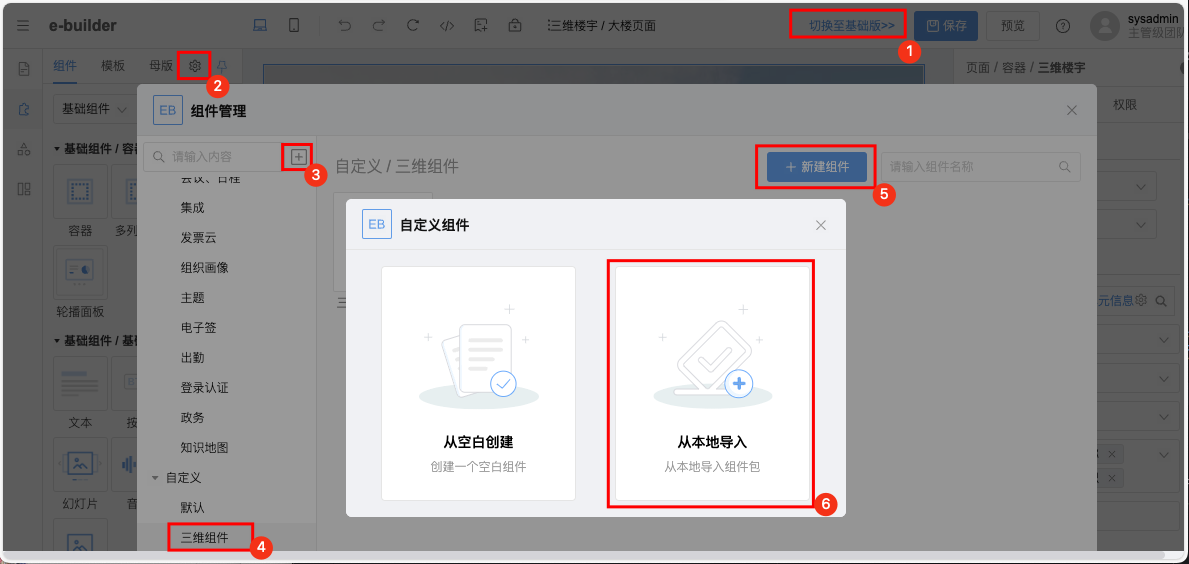 e-builder
三维楼宇 / 大楼页面
切换至基础版>>
保存
预览
sysadmin
主管級团队
1
组件
模板
母版
2
页面 / 容器 / 三维楼宇
基础组件
EB
组件管理
权限
基础组件 /
请输入内容
3
自定义 / 三维组件
新建组件
请输入组件名称
5
会议、日程
集成
EB
自定义组件
容器
多列
发票云
组织画像
主题
元信息
轮播面板
电子签
基础组件 /
出勤
登录认证
文本
政务
从空白创建
从本地导入
知识地图
创建一个空白组件
从本地导入组件包
自定义
幻灯片
默认
6
三维组件
4